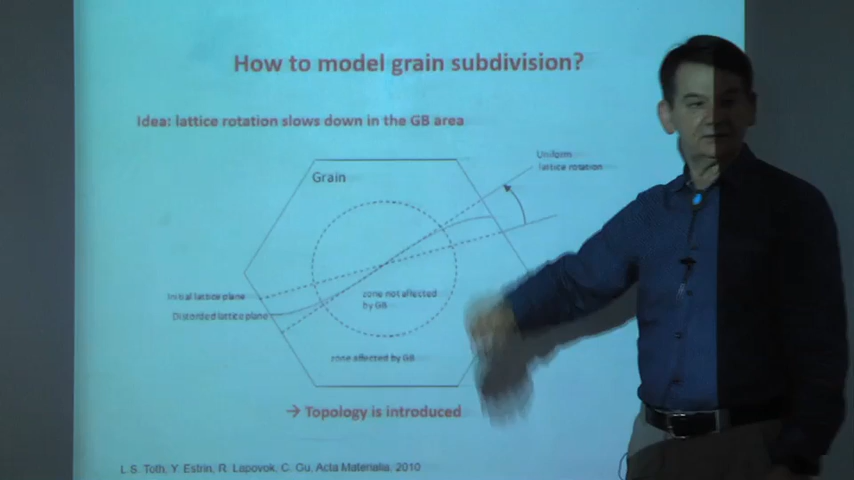 How to model grain subdivision?
Idea: lattice rotation slows down in the GB area
Uniform
lattice rotation
Grain
Initial lattice plane
Distorded lattice plane
zone not affected
by GB
zone affected by GB
→ Topology is introduced
L.S. Toth, Y. Estrin, R. Lapovok, C. Gu, Acta Materialia, 2010